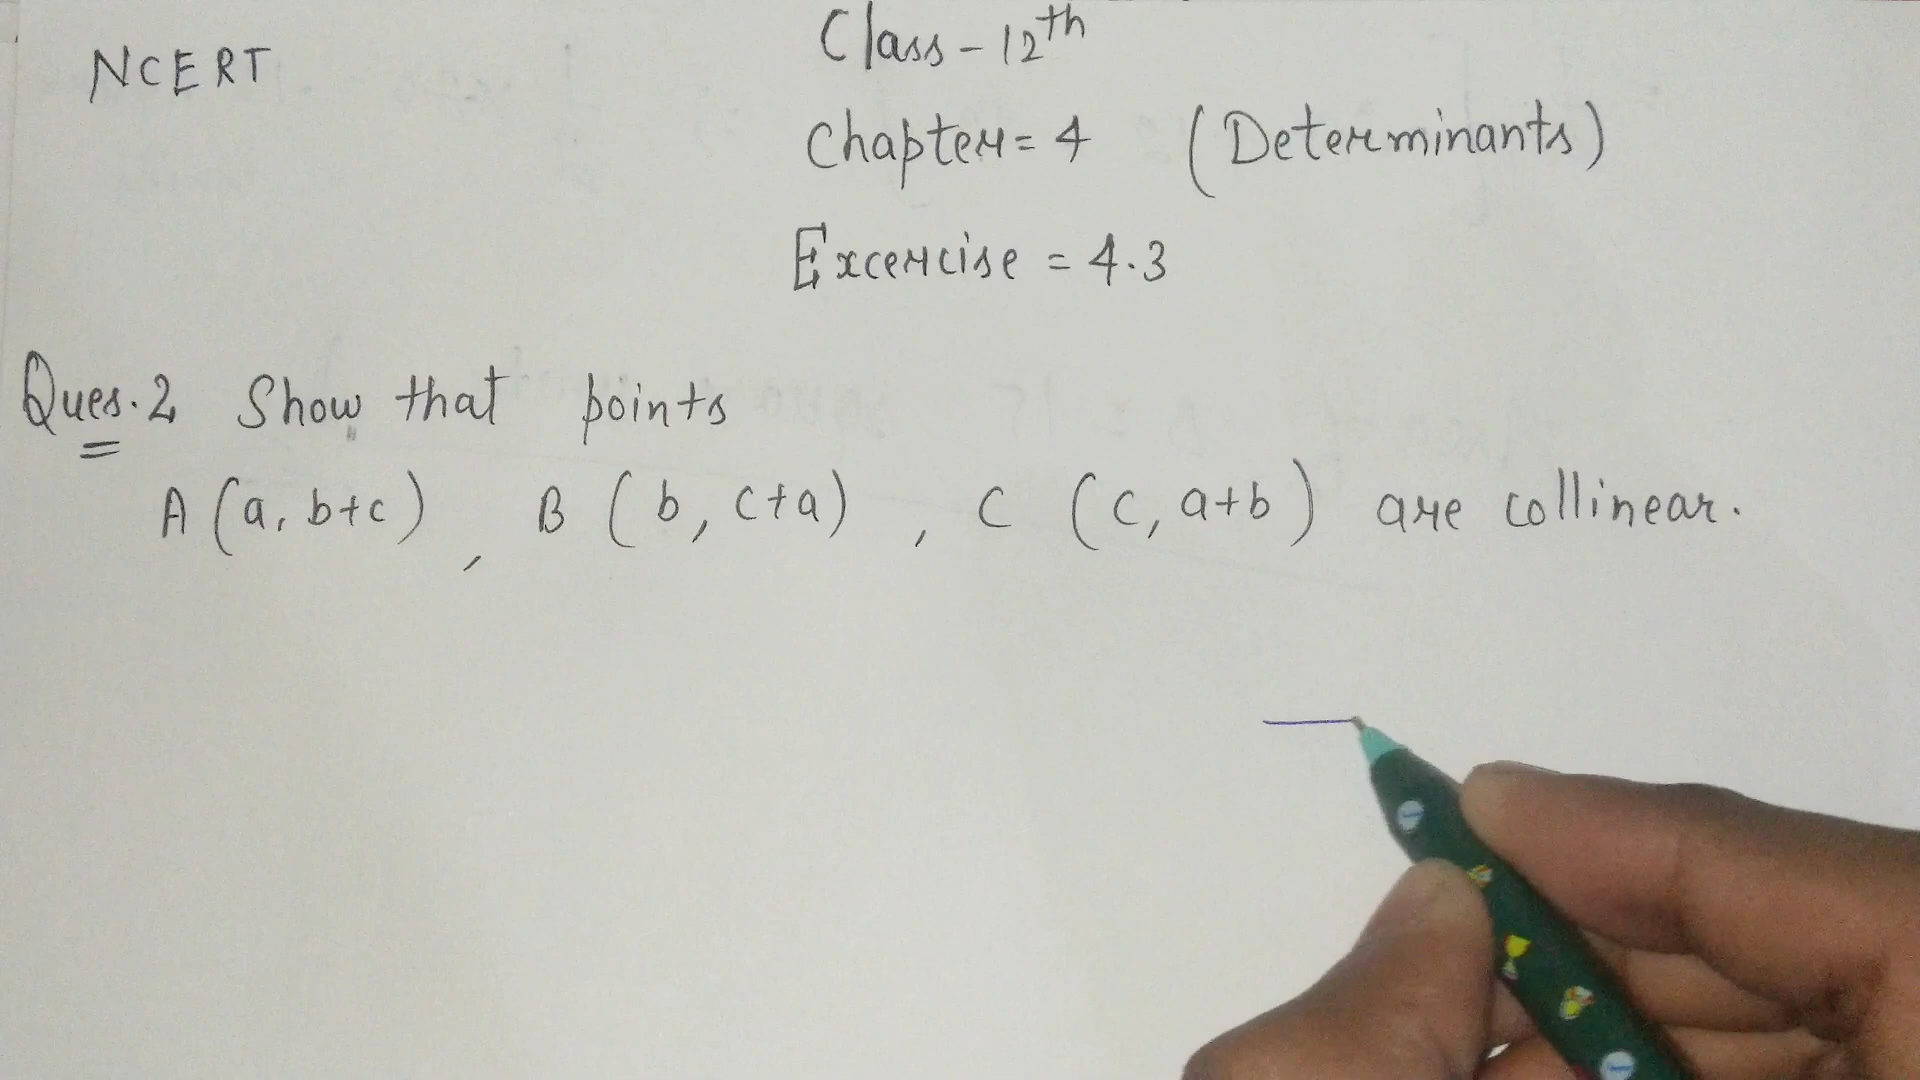 NCERT
Class - 12th
Chapter = 4 (Determinants)
Excercise = 4.3
Ques. 2 Show that points
A (a, b+c) , B (b, c+a) , C (c, a+b) are collinear.